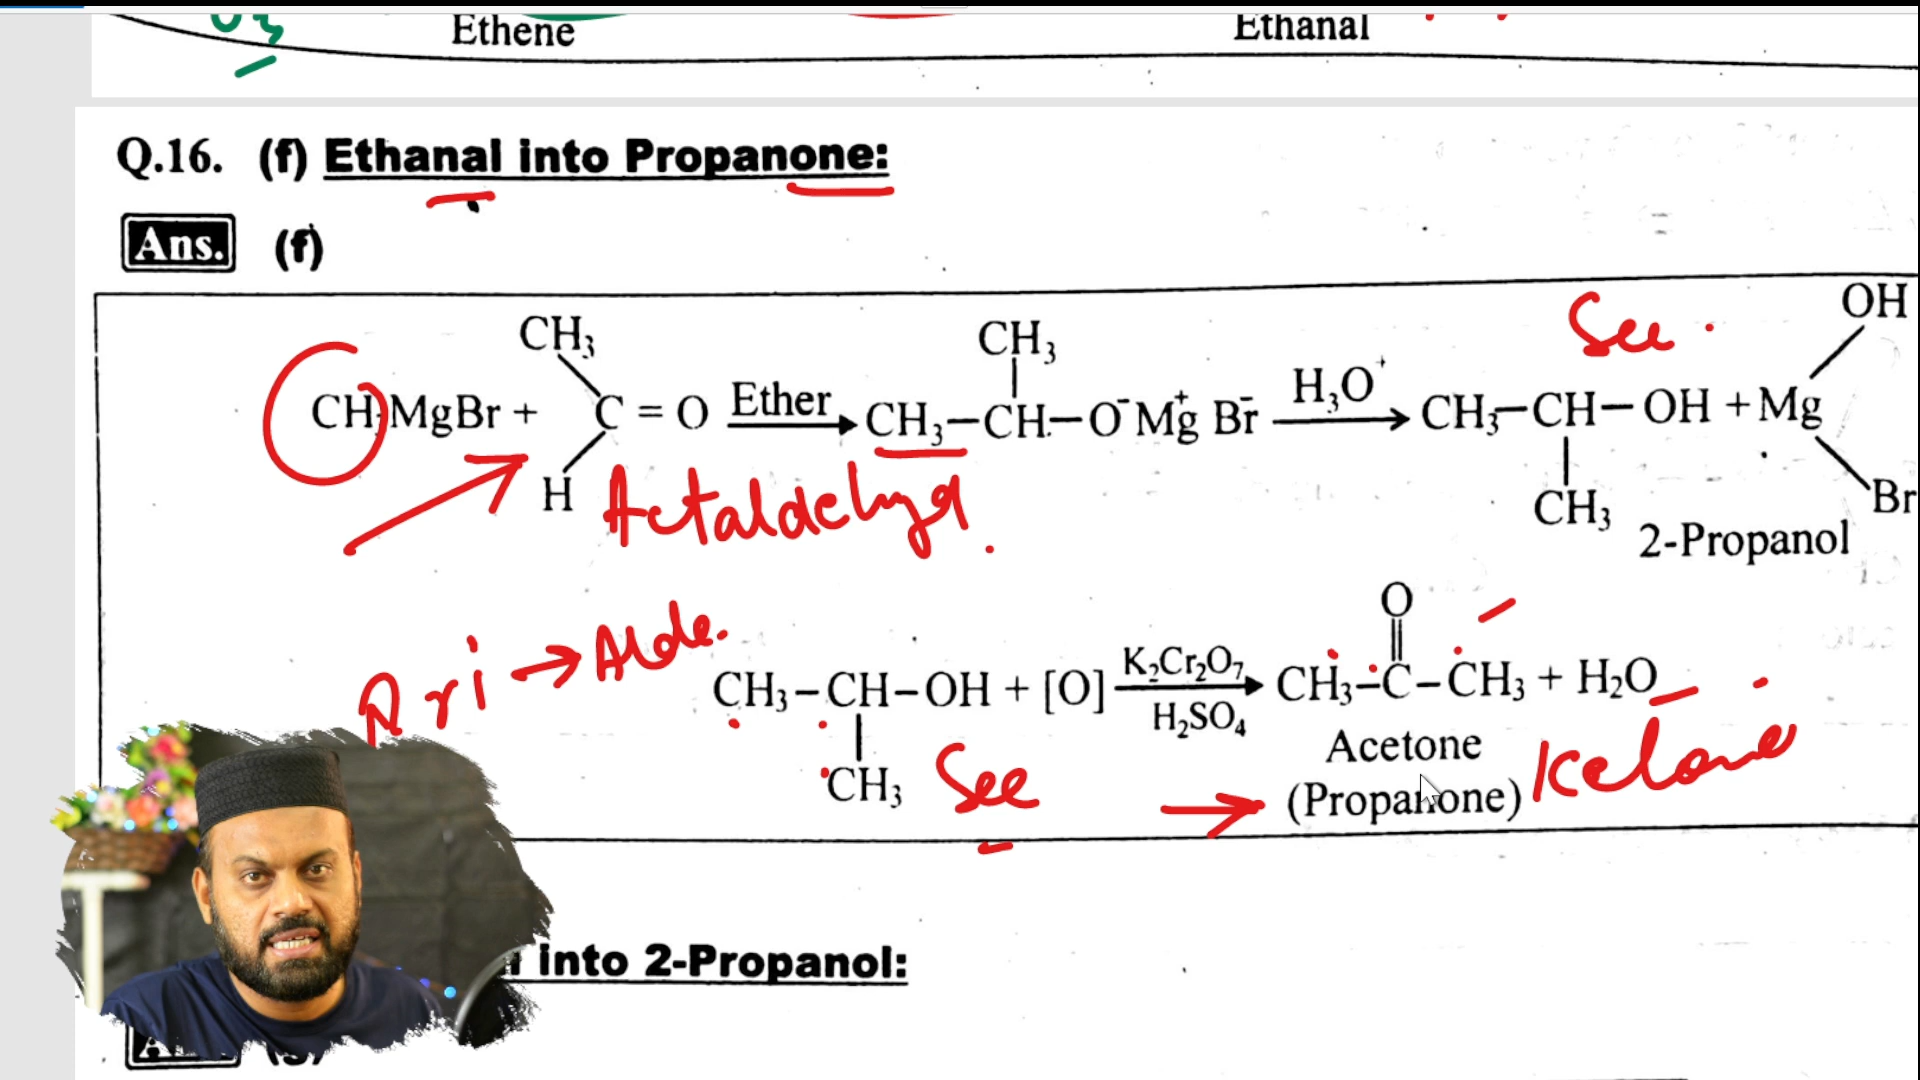 Ethene Ethanal
Q.16. (f) Ethanal into Propanone:
Ans. (f)
OH
CH₃ CH₃ See.
CH₃MgBr + C = O Ether CH₃–CH–O⁻Mg⁺Br⁻ H₃O⁺ CH₃–CH–OH + Mg
H Actaldehyd. CH₃ Br
2-Propanol
O
Pri → Alde.
CH₃–CH–OH + [O] K₂Cr₂O₇ H₂SO₄ CH₃–C–CH₃ + H₂O
CH₃ See → Acetone Ketone
(Propanone)
into 2-Propanol: